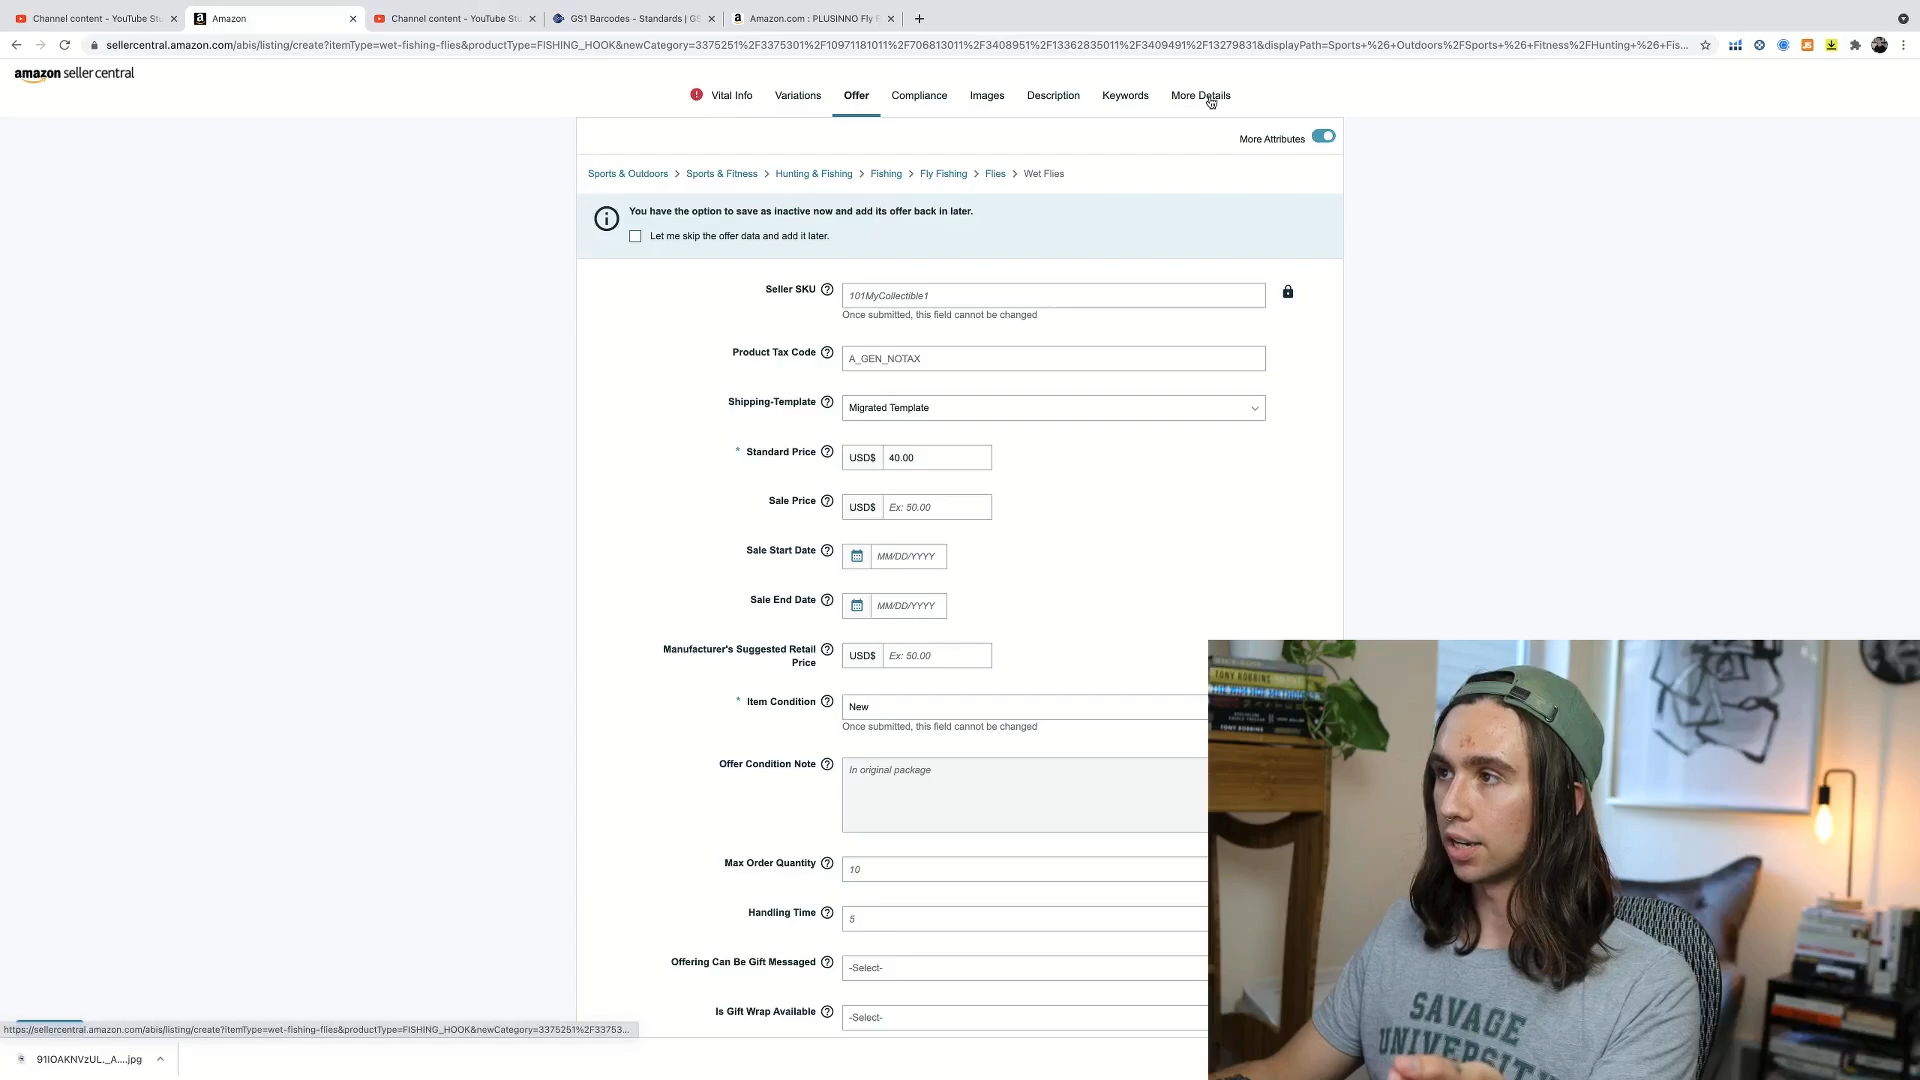 Channel content - YouTube Stu
Amazon
Channel content - YouTube Stu
GS1 Barcodes - Standards | GS
Amazon.com : PLUSINNO Fly F
sellercentral.amazon.com/abis/listing/create?itemType=wet-fishing-flies&productType=FISHING_HOOK&newCategory=3375251%2F3375301%2F10971181011%2F706813011%2F3408951%2F13362835011%2F3409491%2F13279831&displayPath=Sports+%26+Outdoors%2FSports+%26+Fitness%2FHunting+%26+Fis...
amazon seller central
Vital Info Variations Offer Compliance Images Description Keywords More Details
More Attributes
Sports & Outdoors > Sports & Fitness > Hunting & Fishing > Fishing > Fly Fishing > Flies > Wet Flies
You have the option to save as inactive now and add its offer back in later.
Let me skip the offer data and add it later.
Seller SKU 101MyCollectible1
Once submitted, this field cannot be changed
Product Tax Code A_GEN_NOTAX
Shipping-Template Migrated Template
* Standard Price USD$ 40.00
Sale Price USD$ Ex: 50.00
Sale Start Date MM/DD/YYYY
Sale End Date MM/DD/YYYY
Manufacturer's Suggested Retail
Price
USD$ Ex: 50.00
* Item Condition New
Once submitted, this field cannot be changed
Offer Condition Note In original package
Max Order Quantity 10
Handling Time 5
Offering Can Be Gift Messaged -Select-
Is Gift Wrap Available -Select-
https://sellercentral.amazon.com/abis/listing/create?itemType=wet-fishing-flies&productType=FISHING_HOOK&newCategory=3375251%2F33753...
91IOAKNVzUL._A....jpg
TONY ROBBINS
TONY ROBBINS
SAVAGE
UNIVERSITY